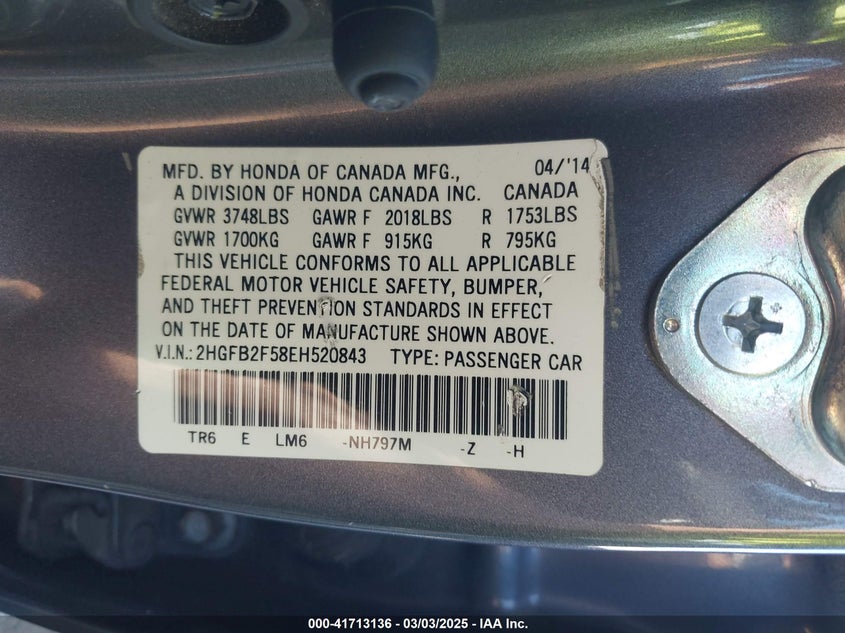 MFD. BY HONDA OF CANADA MFG., 04/'14
A DIVISION OF HONDA CANADA INC. CANADA
GVWR 3748LBS GAWR F 2018LBS R 1753LBS
GVWR 1700KG GAWR F 915KG R 795KG
THIS VEHICLE CONFORMS TO ALL APPLICABLE
FEDERAL MOTOR VEHICLE SAFETY, BUMPER,
AND THEFT PREVENTION STANDARDS IN EFFECT
ON THE DATE OF MANUFACTURE SHOWN ABOVE.
V.I.N.: 2HGFB2F58EH520843 TYPE: PASSENGER CAR
TR6 E LM6 -NH797M -Z -H
000-41713136 - 03/03/2025 - IAA Inc.